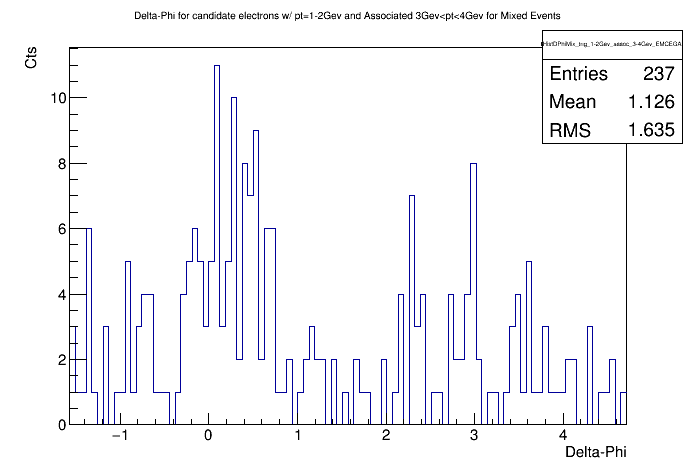 Delta-Phi for candidate electrons w/ pt=1-2Gev and Associated 3Gev<pt<4Gev for Mixed Events
Cts
HistDPhiMix_trig_1-2Gev_assoc_3-4Gev_EMCEGA
Entries 237
Mean 1.126
RMS 1.635
10
8
6
4
2
0
−1 0 1 2 3 4
Delta-Phi